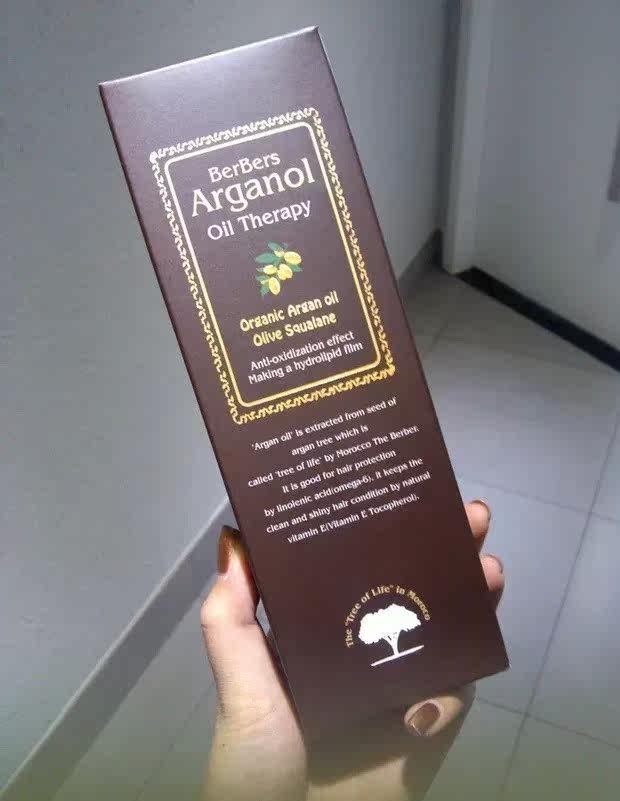 BerBers
Arganol
Oil Therapy
Organic Argan oil
Olive Squalane
Anti-oxidization effect
Making a hydrolipid film
'Argan oil' is extracted from seed of
argan tree which is
called 'tree of life' by Morocco The Berber.
It is good for hair protection
by linolenic acid(omega-6), it keeps the
clean and shiny hair condition by natural
vitamin E(Vitamin E Tocopherol).
The "Tree of Life" in Moroco